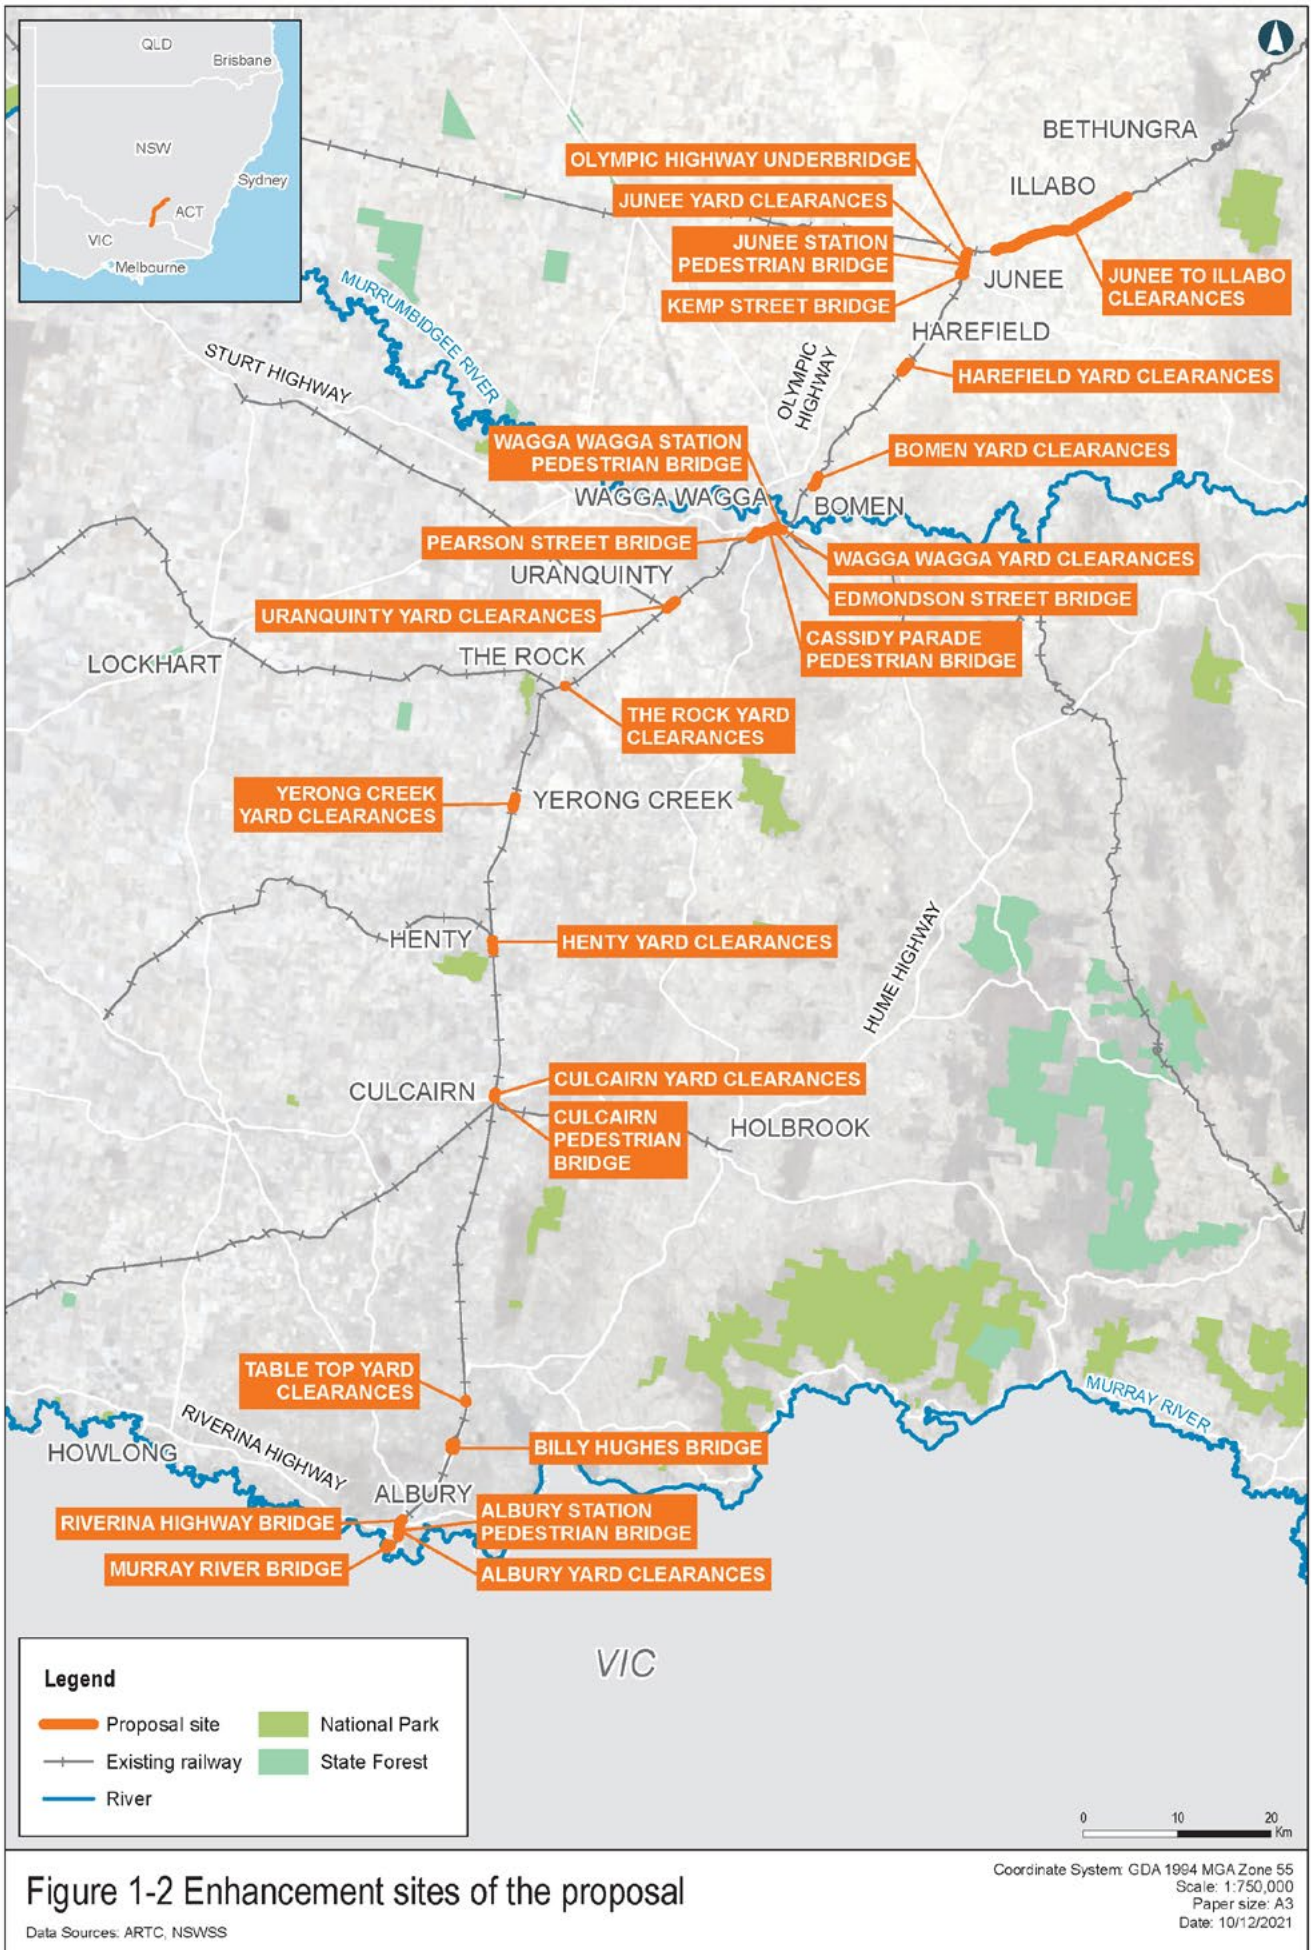 QLD
Brisbane
NSW
Sydney
ACT
VIC
Melbourne
BETHUNGRA
OLYMPIC HIGHWAY UNDERBRIDGE
ILLABO
JUNEE YARD CLEARANCES
JUNEE STATION
PEDESTRIAN BRIDGE
JUNEE
JUNEE TO ILLABO
CLEARANCES
KEMP STREET BRIDGE
MURRUMBIDGEE RIVER
HAREFIELD
STURT HIGHWAY
OLYMPIC
HIGHWAY
HAREFIELD YARD CLEARANCES
WAGGA WAGGA STATION
PEDESTRIAN BRIDGE
BOMEN YARD CLEARANCES
WAGGA WAGGA
BOMEN
PEARSON STREET BRIDGE
WAGGA WAGGA YARD CLEARANCES
URANQUINTY
EDMONDSON STREET BRIDGE
URANQUINTY YARD CLEARANCES
CASSIDY PARADE
PEDESTRIAN BRIDGE
LOCKHART
THE ROCK
THE ROCK YARD
CLEARANCES
YERONG CREEK
YARD CLEARANCES
YERONG CREEK
HENTY
HENTY YARD CLEARANCES
HUME HIGHWAY
CULCAIRN
CULCAIRN YARD CLEARANCES
CULCAIRN
PEDESTRIAN
BRIDGE
HOLBROOK
TABLE TOP YARD
CLEARANCES
MURRAY RIVER
HOWLONG
RIVERINA HIGHWAY
BILLY HUGHES BRIDGE
ALBURY
RIVERINA HIGHWAY BRIDGE
ALBURY STATION
PEDESTRIAN BRIDGE
MURRAY RIVER BRIDGE
ALBURY YARD CLEARANCES
VIC
Legend
Proposal site
National Park
Existing railway
State Forest
River
0 10 20
Km
Figure 1-2 Enhancement sites of the proposal
Data Sources: ARTC, NSWSS
Coordinate System: GDA 1994 MGA Zone 55
Scale: 1:750,000
Paper size: A3
Date: 10/12/2021